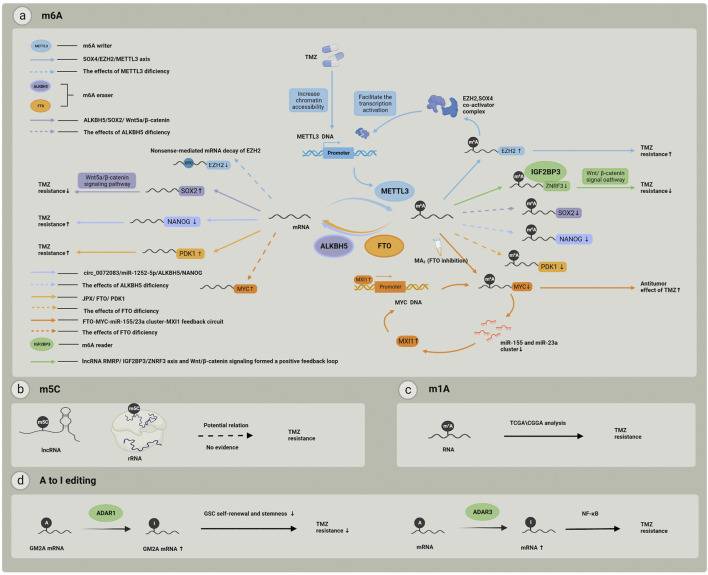 a m6A
METTL3 m6A writer
SOX4/EZH2/METTL3 axis
The effects of METTL3 dificiency
ALKBH5
m6A eraser
FTO
ALKBH5/SOX2/ Wnt5a/β-catenin
The effects of ALKBH5 dificiency
TMZ
Increase
chromatin
accessibility
Facilitate the
transcription
activation
EZH2,SOX4
co-activator
complex
METTL3 DNA
Promoter
METTL3
Nonsense-mediated mRNA decay of EZH2
EZH2↓
Wnt5a/β-catenin
signaling pathway
TMZ
resistance↓
SOX2↑
TMZ
resistance↑
NANOG ↓
TMZ
resistance↑
PDK1 ↑
MYC↑
mRNA
ALKBH5
FTO
m⁶A
mRNA
m⁶A
EZH2 ↑
TMZ
resistance↑
IGF2BP3
m⁶A
ZNRF3↓
Wnt/ β-catenin
signal oathway
TMZ
resistance↓
m⁶A
SOX2↓
m⁶A
NANOG ↓
m⁶A
PDK1 ↓
MA₂ (FTO inhibition)
circ_0072083/miR-1252-5p/ALKBH5/NANOG
The effects of ALKBH5 dificiency
JPX/ FTO/ PDK1
The effects of FTO dificiency
FTO-MYC-miR-155/23a cluster-MXI1 feedback circuit
The effects of FTO dificiency
IGF2BP3 m6A reader
lncRNA RMRP/ IGF2BP3/ZNRF3 axis and Wnt/β-catenin signaling formed a positive feedback loop
MXI1↑
Promoter
MYC DNA
m⁶A
MYC↓
Antitumor
effect of TMZ↑
MXI1↑
miR-155 and miR-23a
cluster↓
b m5C
m5C
lncRNA
m5C
rRNA
Potential relation
No evidence
TMZ
resistance
c m1A
m¹A
RNA
TCGA\CGGA analysis
TMZ
resistance
d A to I editing
A
GM2A mRNA
ADAR1
I
GM2A mRNA ↑
GSC self-renewal and stemness ↓
TMZ
resistance ↓
A
mRNA
ADAR3
I
mRNA ↑
NF-κB
TMZ
resistance